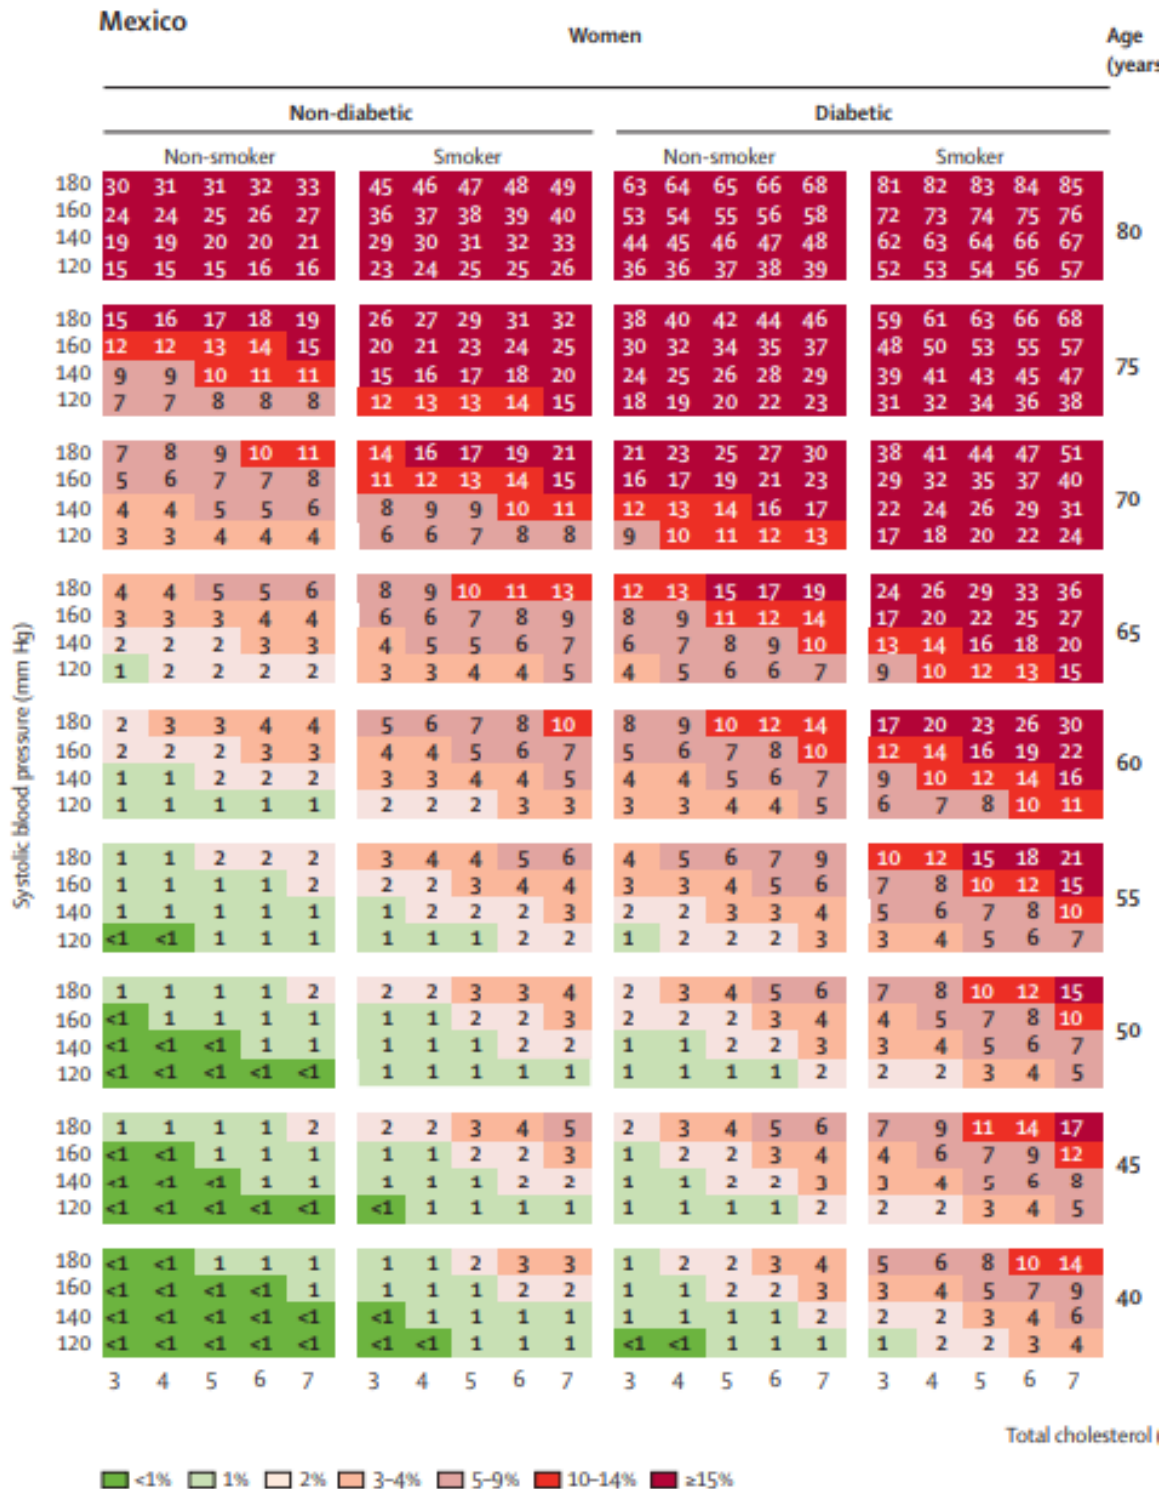 Mexico
Women Age
(years
Non-diabetic Diabetic
Non-smoker Smoker Non-smoker Smoker
180 30 31 31 32 33 45 46 47 48 49 63 64 65 66 68 81 82 83 84 85
160 24 24 25 26 27 36 37 38 39 40 53 54 55 56 58 72 73 74 75 76
140 19 19 20 20 21 29 30 31 32 33 44 45 46 47 48 62 63 64 66 67 80
120 15 15 15 16 16 23 24 25 25 26 36 36 37 38 39 52 53 54 56 57
180 15 16 17 18 19 26 27 29 31 32 38 40 42 44 46 59 61 63 66 68
160 12 12 13 14 15 20 21 23 24 25 30 32 34 35 37 48 50 53 55 57
140 9 9 10 11 11 15 16 17 18 20 24 25 26 28 29 39 41 43 45 47 75
120 7 7 8 8 8 12 13 13 14 15 18 19 20 22 23 31 32 34 36 38
180 7 8 9 10 11 14 16 17 19 21 21 23 25 27 30 38 41 44 47 51
160 5 6 7 7 8 11 12 13 14 15 16 17 19 21 23 29 32 35 37 40
140 4 4 5 5 6 8 9 9 10 11 12 13 14 16 17 22 24 26 29 31 70
120 3 3 4 4 4 6 6 7 8 8 9 10 11 12 13 17 18 20 22 24
180 4 4 5 5 6 8 9 10 11 13 12 13 15 17 19 24 26 29 33 36
160 3 3 3 4 4 6 6 7 8 9 8 9 11 12 14 17 20 22 25 27
140 2 2 2 3 3 4 5 5 6 7 6 7 8 9 10 13 14 16 18 20 65
120 1 2 2 2 2 3 3 4 4 5 4 5 6 6 7 9 10 12 13 15
180 2 3 3 4 4 5 6 7 8 10 8 9 10 12 14 17 20 23 26 30
160 2 2 2 3 3 4 4 5 6 7 5 6 7 8 10 12 14 16 19 22
140 1 1 2 2 2 3 3 4 4 5 4 4 5 6 7 9 10 12 14 16 60
120 1 1 1 1 1 2 2 2 3 3 3 3 4 4 5 6 7 8 10 11
180 1 1 2 2 2 3 4 4 5 6 4 5 6 7 9 10 12 15 18 21
160 1 1 1 1 2 2 2 3 4 4 3 3 4 5 6 7 8 10 12 15
140 1 1 1 1 1 1 2 2 2 3 2 2 3 3 4 5 6 7 8 10 55
120 <1 <1 1 1 1 1 1 1 2 2 1 2 2 2 3 3 4 5 6 7
180 1 1 1 1 2 2 2 3 3 4 2 3 4 5 6 7 8 10 12 15
160 <1 1 1 1 1 1 1 2 2 3 2 2 2 3 4 4 5 7 8 10
140 <1 <1 <1 1 1 1 1 1 2 2 1 1 2 2 3 3 4 5 6 7 50
120 <1 <1 <1 <1 <1 1 1 1 1 1 1 1 1 1 2 2 2 3 4 5
180 1 1 1 1 2 2 2 3 4 5 2 3 4 5 6 7 9 11 14 17
160 <1 <1 1 1 1 1 1 2 2 3 1 2 2 3 4 4 6 7 9 12
140 <1 <1 <1 1 1 1 1 1 2 2 1 1 2 2 3 3 4 5 6 8 45
120 <1 <1 <1 <1 <1 <1 1 1 1 1 1 1 1 1 2 2 2 3 4 5
180 <1 <1 1 1 1 1 1 2 3 3 1 2 2 3 4 5 6 8 10 14
160 <1 <1 <1 <1 1 1 1 1 2 2 1 1 2 2 3 3 4 5 7 9
140 <1 <1 <1 <1 <1 <1 1 1 1 1 1 1 1 1 2 2 2 3 4 6 40
120 <1 <1 <1 <1 <1 <1 <1 1 1 1 <1 <1 1 1 1 1 2 2 3 4
3 4 5 6 7 3 4 5 6 7 3 4 5 6 7 3 4 5 6 7
Systolic blood pressure (mm Hg)
Total cholesterol (
<1% 1% 2% 3–4% 5–9% 10–14% ≥15%